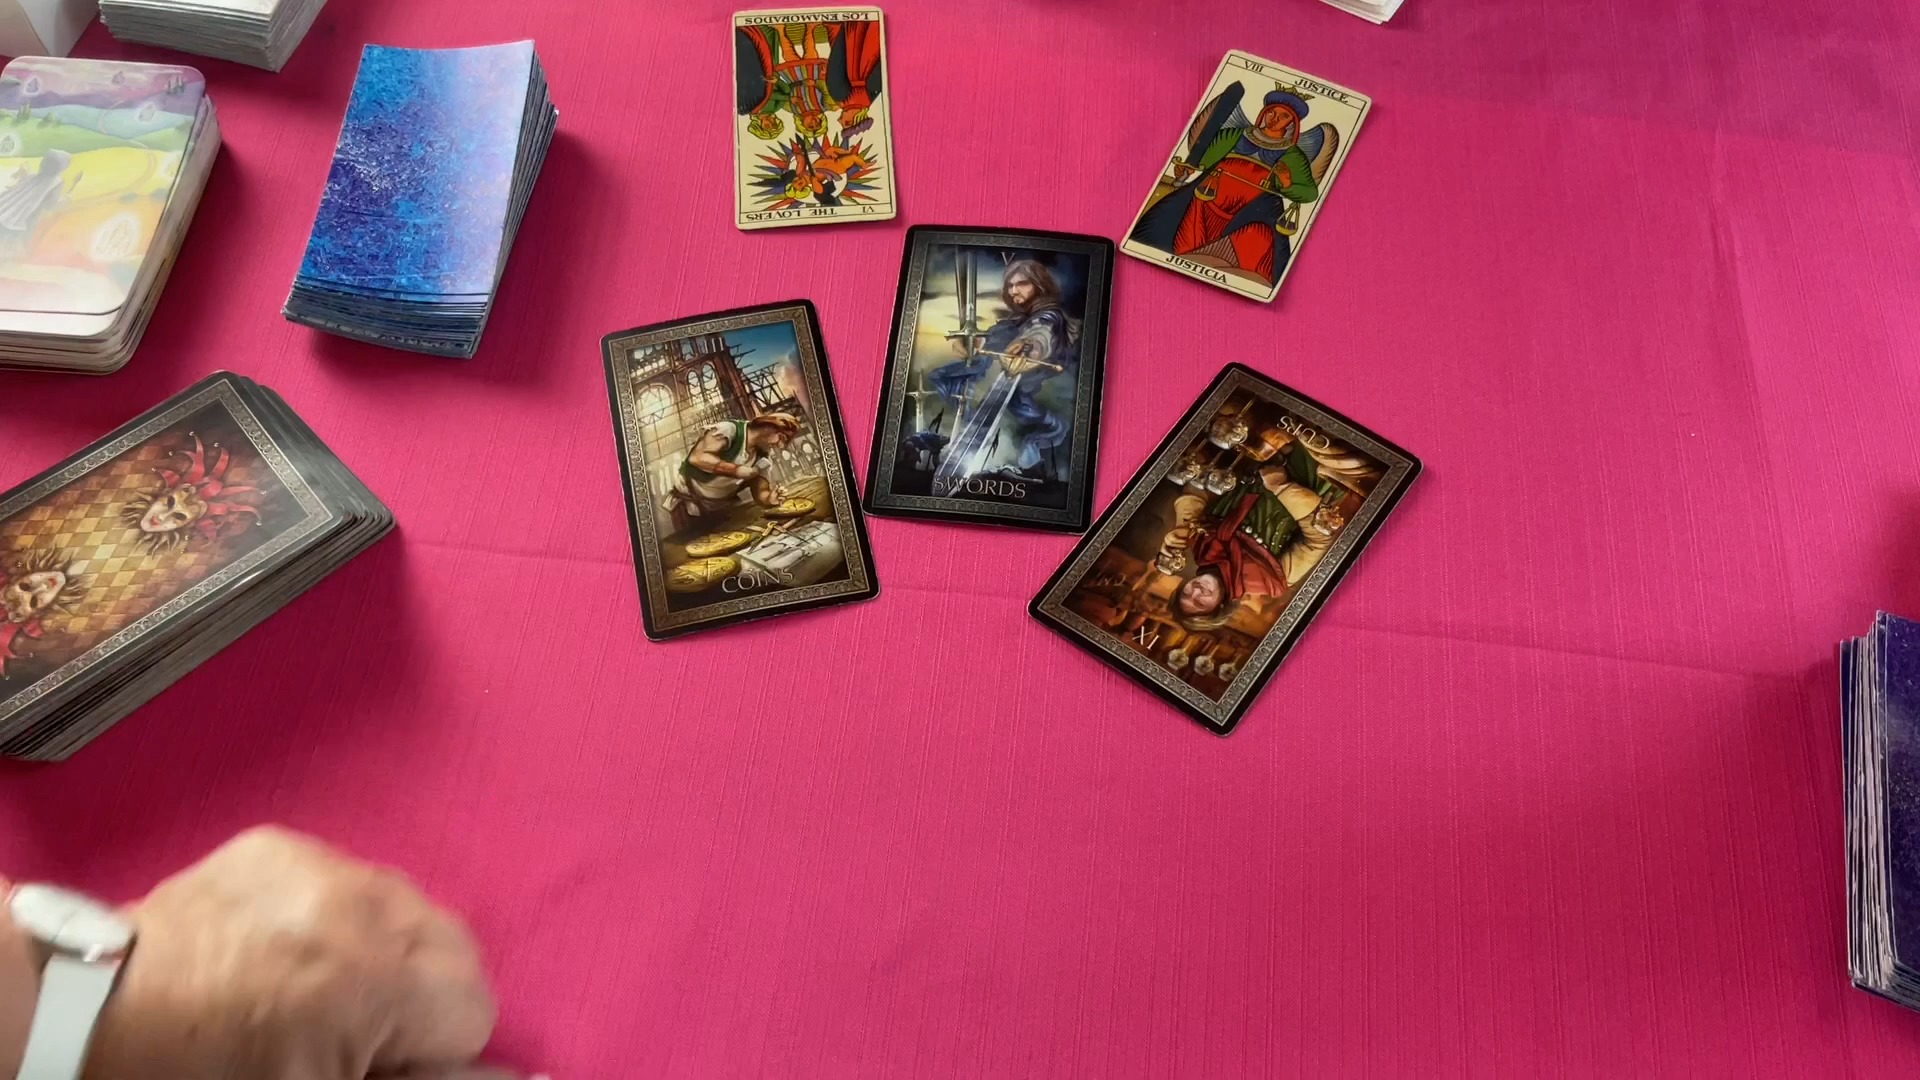 LOS ENAMORADOS
THE LOVERS VI
VIII JUSTICE
JUSTICIA
V
SWORDS
COINS
CUPS
IX